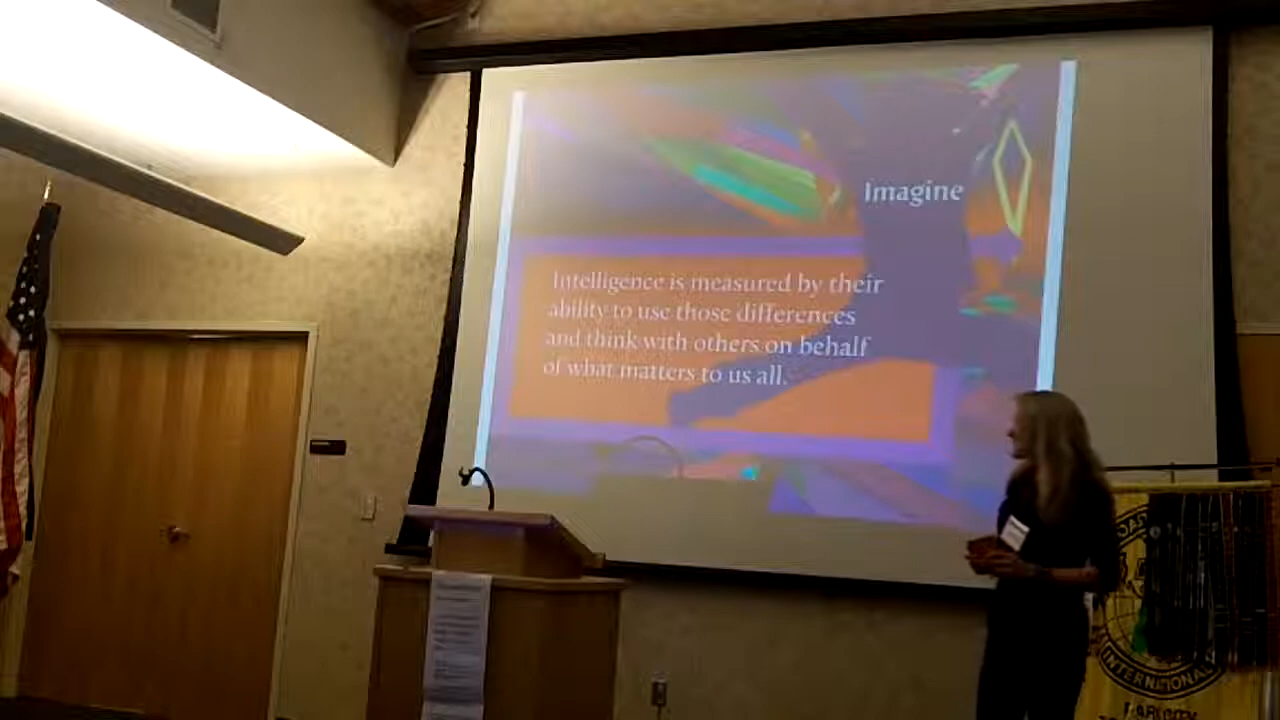 Imagine
Intelligence is measured by their
ability to use those differences
and think with others on behalf
of what matters to us all.
INTERNATIONAL